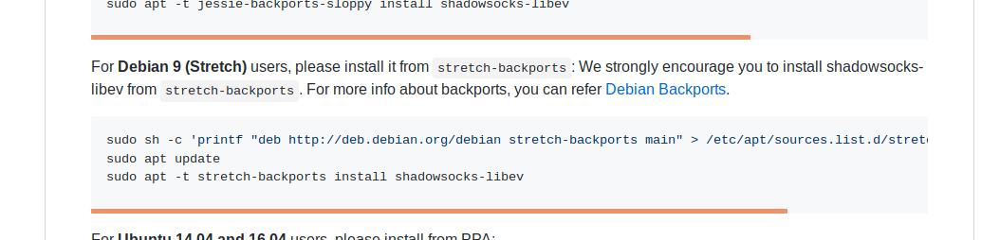 sudo apt -t jessie-backports-sloppy install shadowsocks-libev
For Debian 9 (Stretch) users, please install it from stretch-backports: We strongly encourage you to install shadowsocks-
libev from stretch-backports. For more info about backports, you can refer Debian Backports.
sudo sh -c 'printf "deb http://deb.debian.org/debian stretch-backports main" > /etc/apt/sources.list.d/stret
sudo apt update
sudo apt -t stretch-backports install shadowsocks-libev
For Ubuntu 14.04 and 16.04 users, please install from PPA: